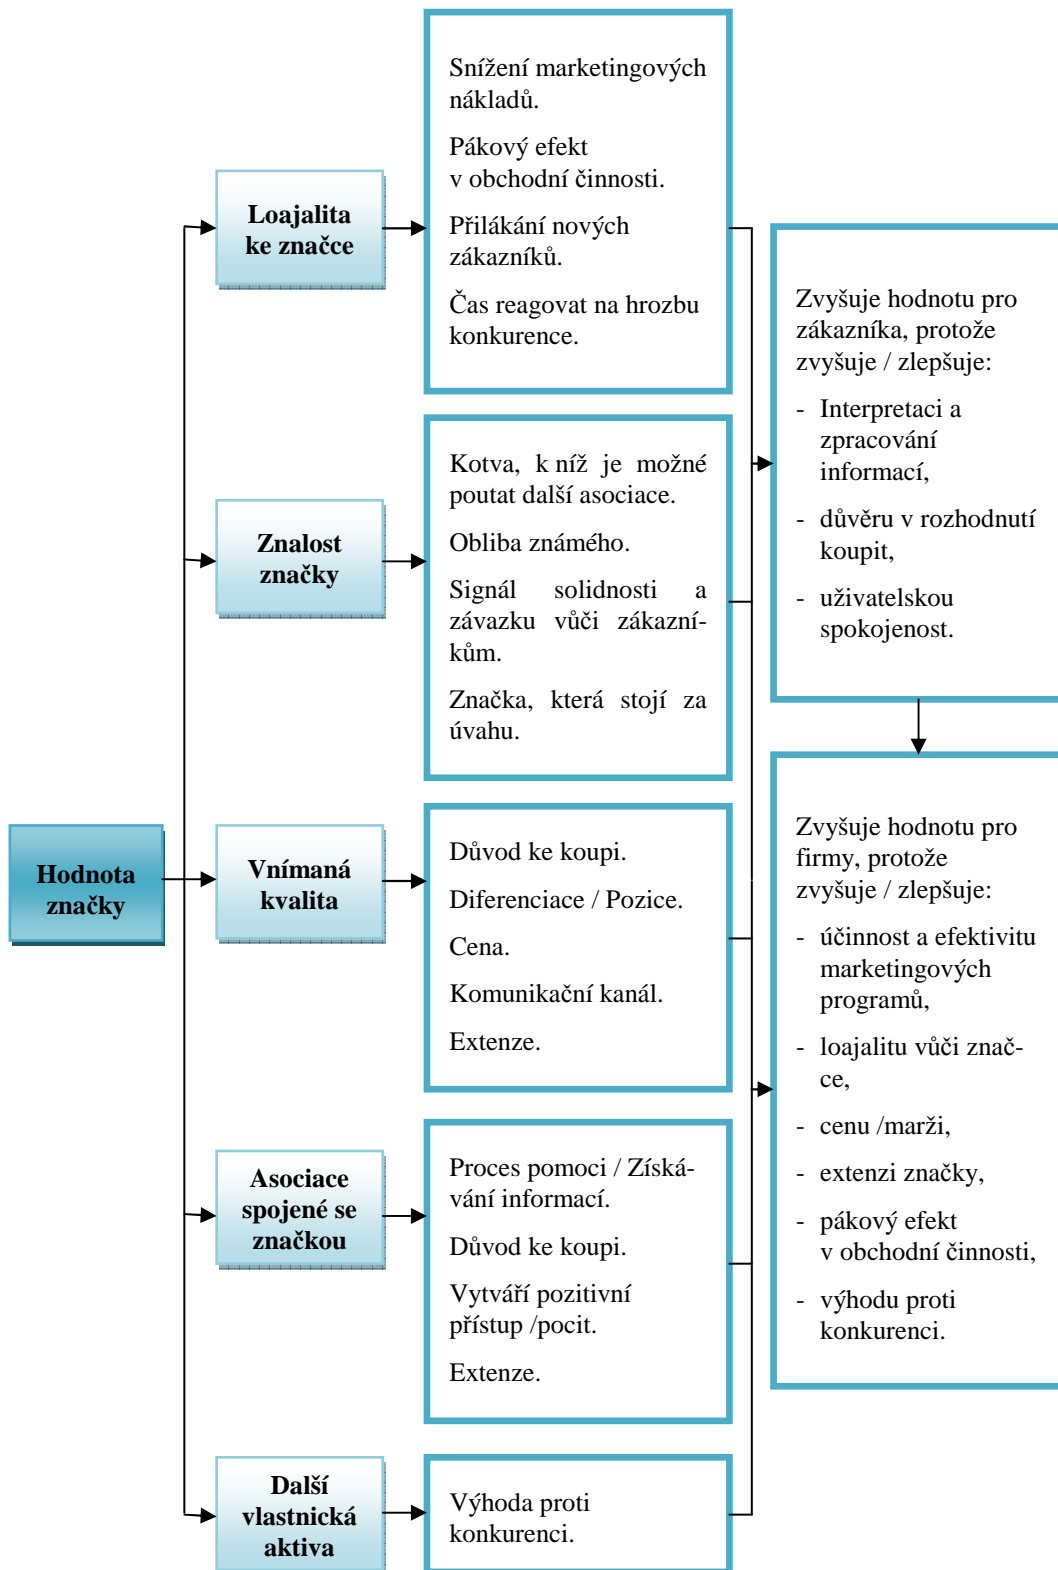 Hodnota
značky
Loajalita
ke značce
Snížení marketingových
nákladů.
Pákový efekt
v obchodní činnosti.
Přilákání nových
zákazníků.
Čas reagovat na hrozbu
konkurence.
Znalost
značky
Kotva, k níž je možné
poutat další asociace.
Obliba známého.
Signál solidnosti a
závazku vůči zákazní-
kům.
Značka, která stojí za
úvahu.
Vnímaná
kvalita
Důvod ke koupi.
Diferenciace / Pozice.
Cena.
Komunikační kanál.
Extenze.
Asociace
spojené se
značkou
Proces pomoci / Získá-
vání informací.
Důvod ke koupi.
Vytváří pozitivní
přístup /pocit.
Extenze.
Další
vlastnická
aktiva
Výhoda proti
konkurenci.
Zvyšuje hodnotu pro
zákazníka, protože
zvyšuje / zlepšuje:
- Interpretaci a
zpracování
informací,
- důvěru v rozhodnutí
koupit,
- uživatelskou
spokojenost.
Zvyšuje hodnotu pro
firmy, protože
zvyšuje / zlepšuje:
- účinnost a efektivitu
marketingových
programů,
- loajalitu vůči znač-
ce,
- cenu /marži,
- extenzi značky,
- pákový efekt
v obchodní činnosti,
- výhodu proti
konkurenci.